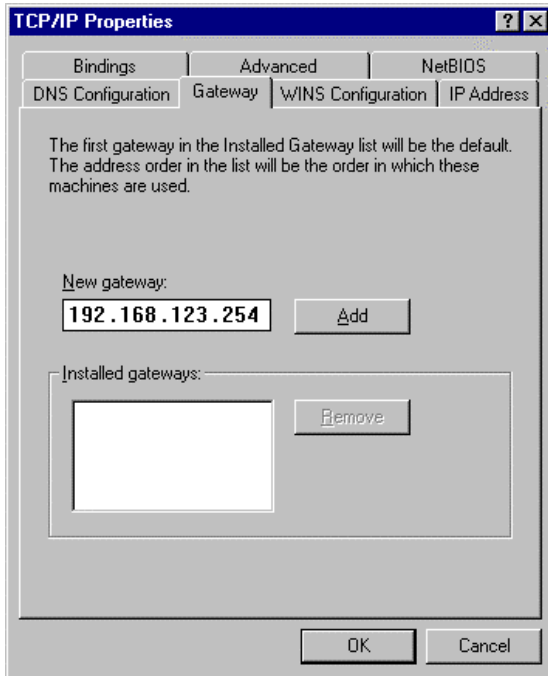 TCP/IP Properties
? ×
Bindings Advanced NetBIOS
DNS Configuration Gateway WINS Configuration IP Address
The first gateway in the Installed Gateway list will be the default.
The address order in the list will be the order in which these
machines are used.
New gateway:
192.168.123.254 Add
Installed gateways:
Remove
OK Cancel